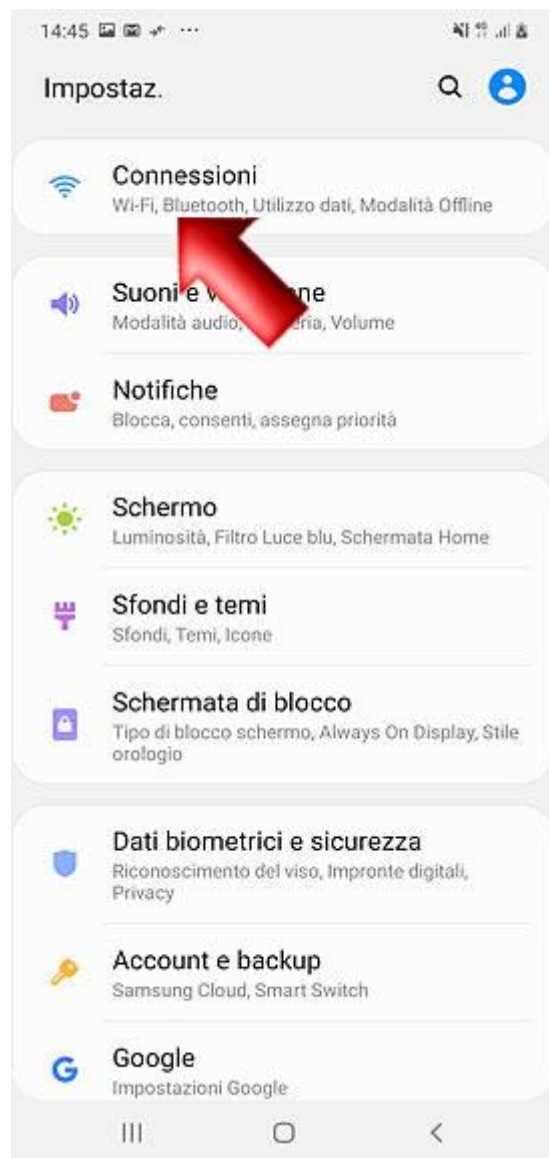 14:45
Impostaz.
Connessioni
Wi-Fi, Bluetooth, Utilizzo dati, Modalità Offline
Suoni e
Modalità audio, Volume
Notifiche
Blocca, consenti, assegna priorità
Schermo
Luminosità, Filtro Luce blu, Schermata Home
Sfondi e temi
Sfondi, Temi, Icone
Schermata di blocco
Tipo di blocco schermo, Always On Display, Stile
orologio
Dati biometrici e sicurezza
Riconoscimento del viso, Impronte digitali,
Privacy
Account e backup
Samsung Cloud, Smart Switch
Google
Impostazioni Google